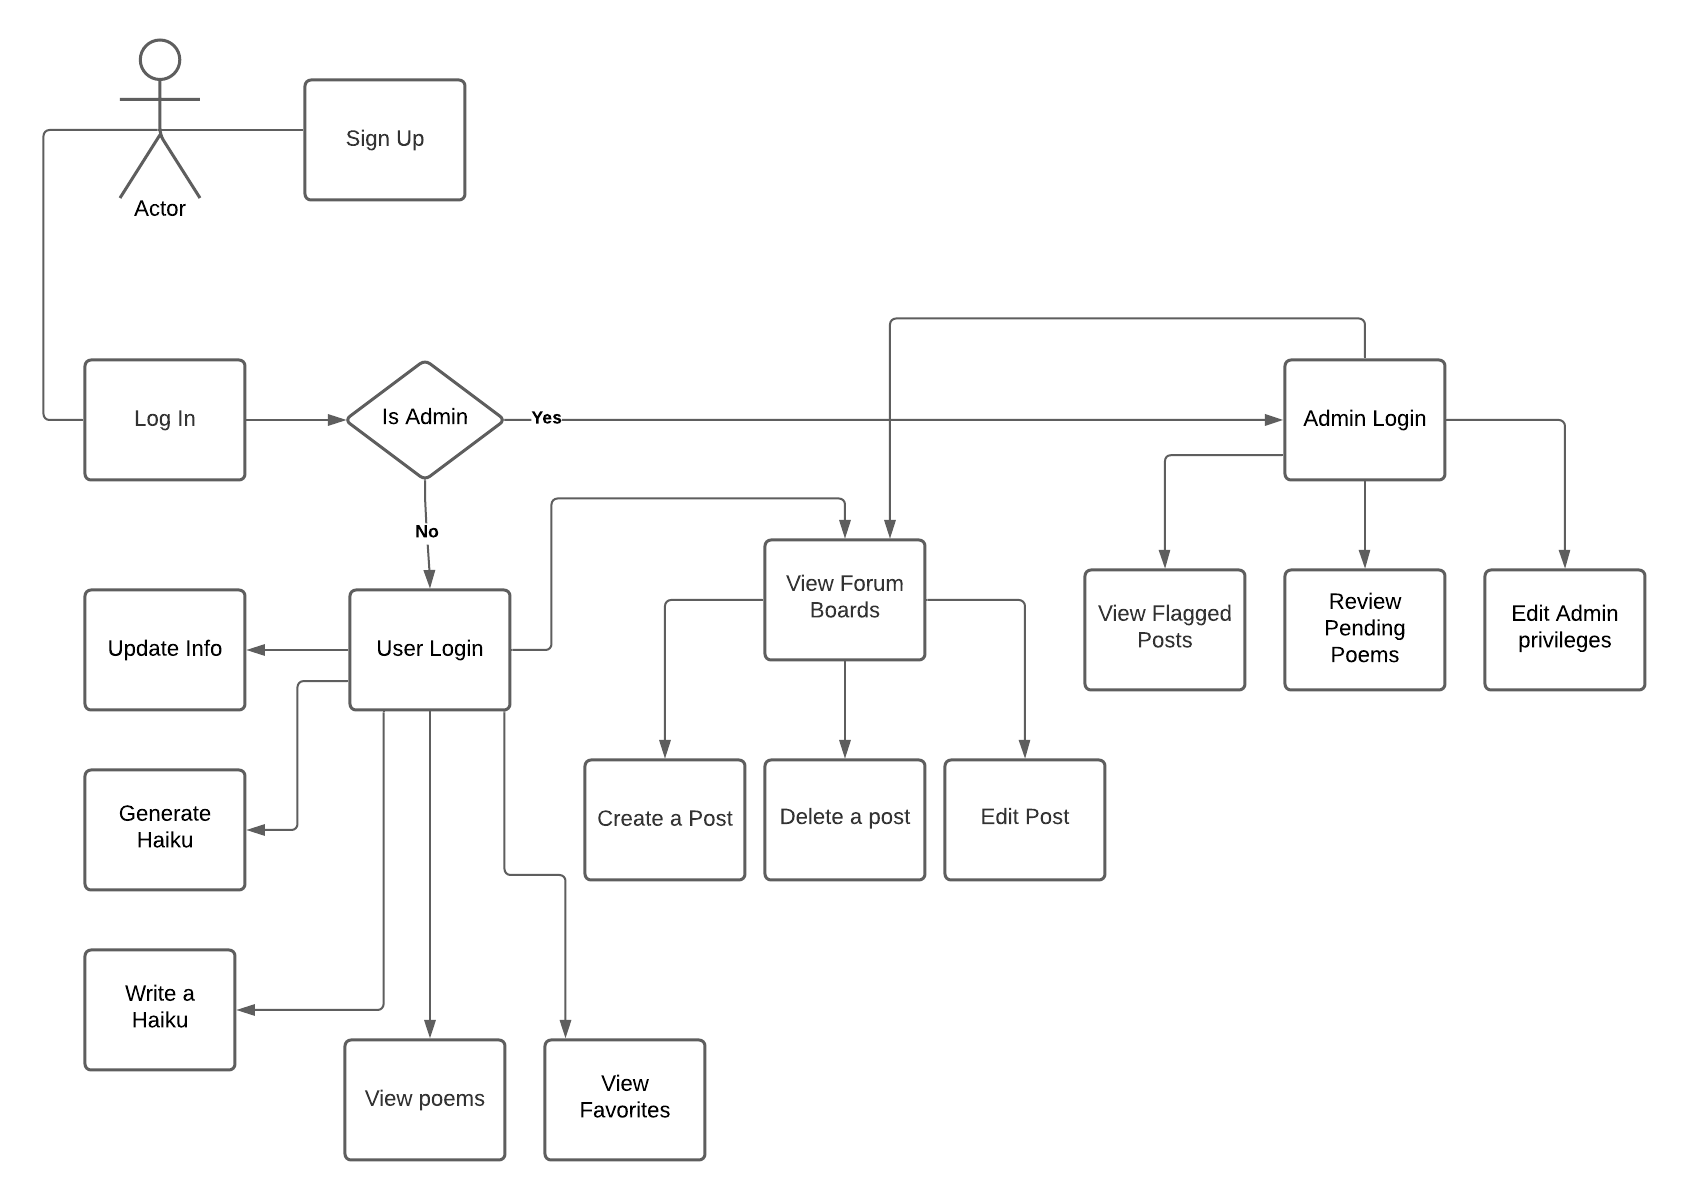 Sign Up
Actor
Log In
Is Admin
Yes
Admin Login
No
View Forum
Boards
View Flagged
Posts
Review
Pending
Poems
Edit Admin
privileges
Update Info
User Login
Generate
Haiku
Create a Post
Delete a post
Edit Post
Write a
Haiku
View poems
View
Favorites